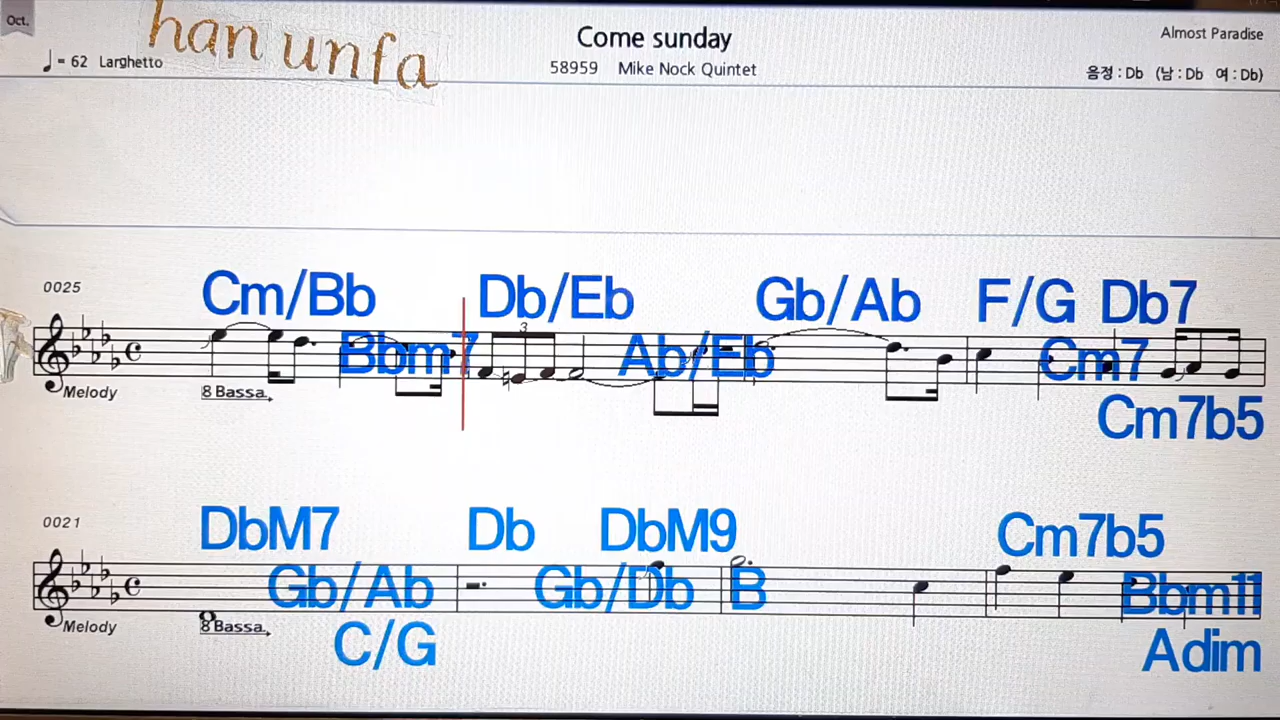 Oct.
han unfa
Come sunday
Almost Paradise
♩= 62 Larghetto
58959 Mike Nock Quintet
음정 : Db (남 : Db 여 : Db)
0025
Cm/Bb Db/Eb Gb/Ab F/G Db7
3
Bbm7 Ab/Eb Cm7
Melody 8 Bassa
Cm7b5
0021
DbM7 Db DbM9 Cm7b5
Gb/Ab Gb/Db B Bbm11
Melody 8 Bassa
C/G Adim